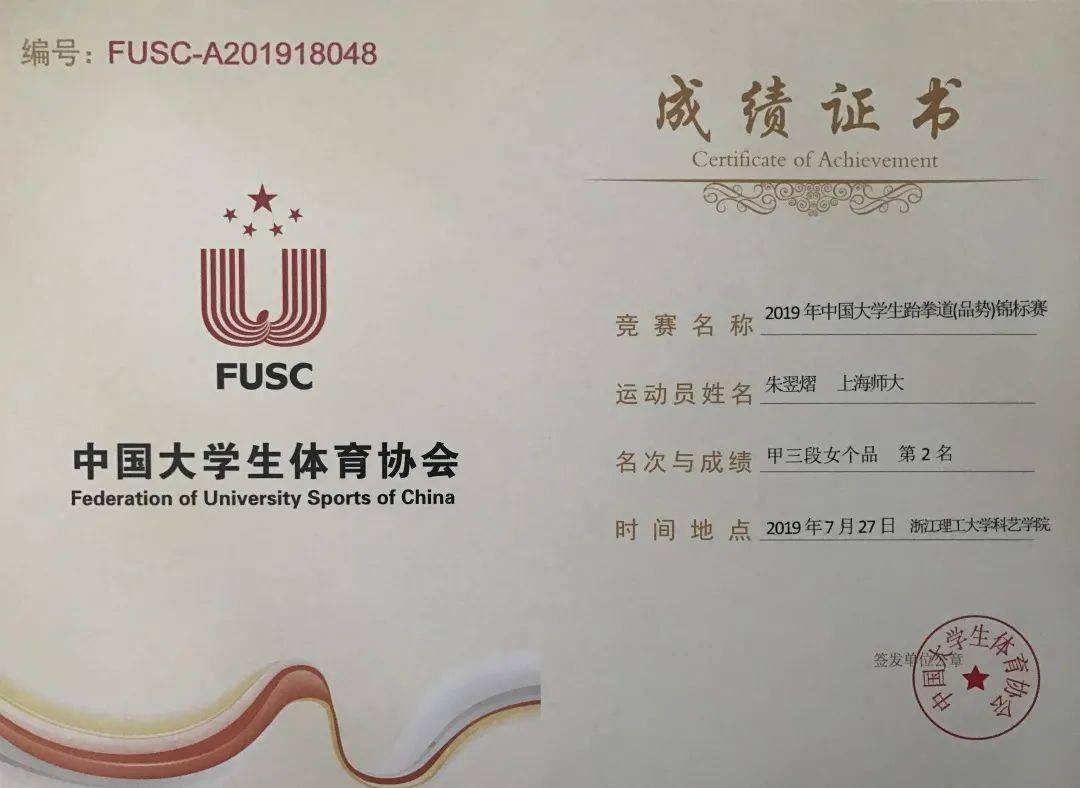 编号：FUSC-A201918048
FUSC
中国大学生体育协会
Federation of University Sports of China
成绩证书
Certificate of Achievement
竞赛名称 2019年中国大学生跆拳道(品势)锦标赛
运动员姓名 朱翌熠 上海师大
名次与成绩 甲三段女个品 第2名
时间地点 2019年7月27日 浙江理工大学科艺学院
签发单位公章
中国大学生体育协会